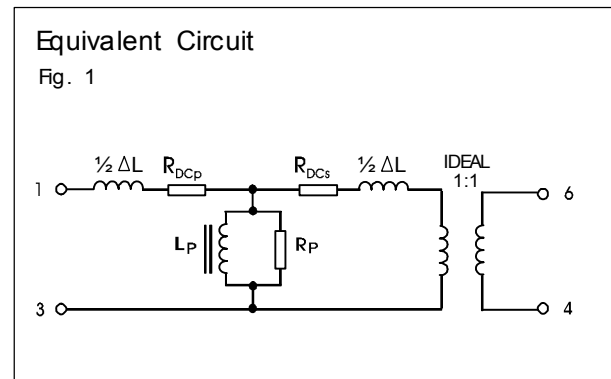 Equivalent Circuit
Fig. 1
½ ΔL
R_DCp
R_DCs
½ ΔL
IDEAL
1:1
1
6
L_P
R_P
3
4